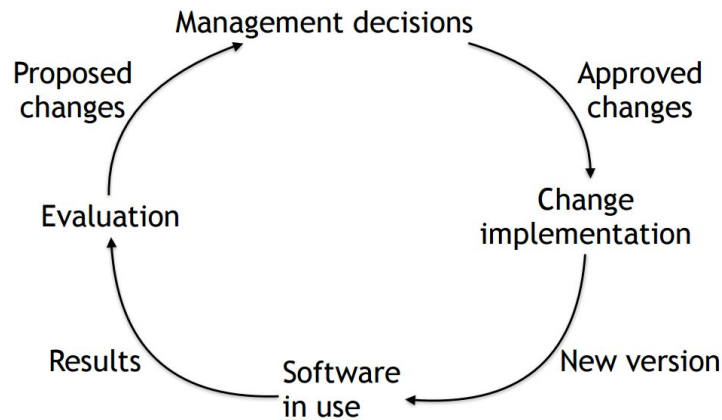 Management decisions
Proposed
changes
Approved
changes
Evaluation
Change
implementation
Results
New version
Software
in use